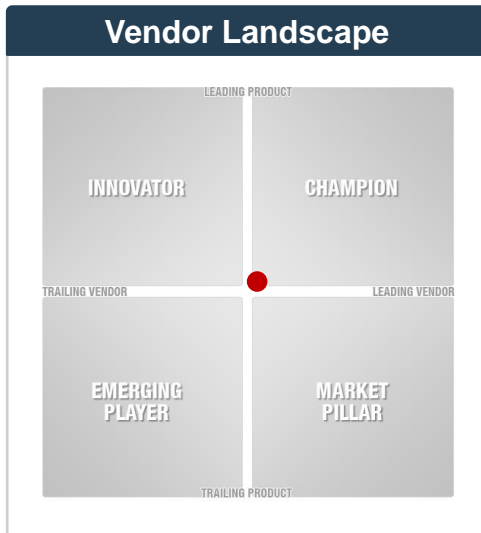 Vendor Landscape
LEADING PRODUCT
INNOVATOR
CHAMPION
TRAILING VENDOR
LEADING VENDOR
EMERGING
PLAYER
MARKET
PILLAR
TRAILING PRODUCT